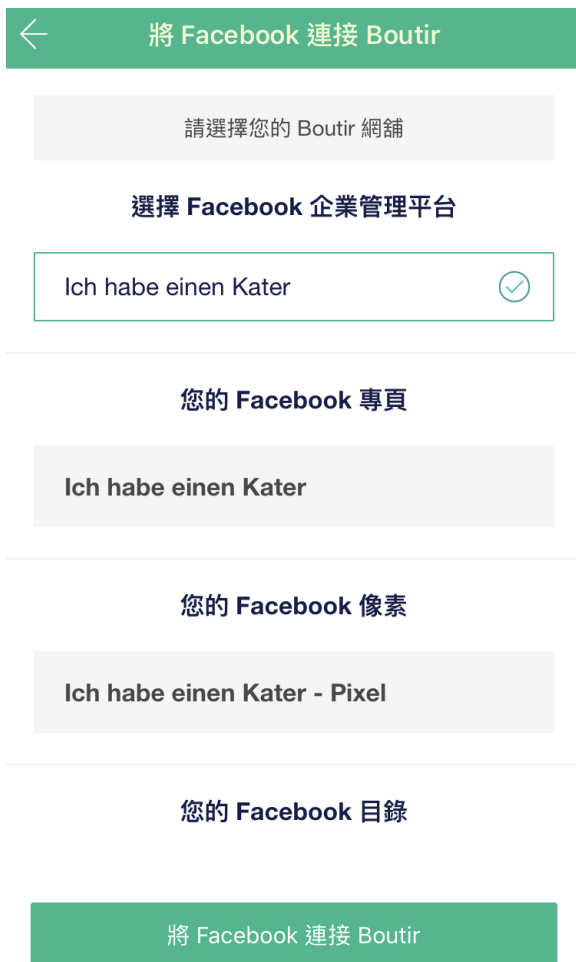 將 Facebook 連接 Boutir
請選擇您的 Boutir 網舖
選擇 Facebook 企業管理平台
Ich habe einen Kater
您的 Facebook 專頁
Ich habe einen Kater
您的 Facebook 像素
Ich habe einen Kater - Pixel
您的 Facebook 目錄
將 Facebook 連接 Boutir